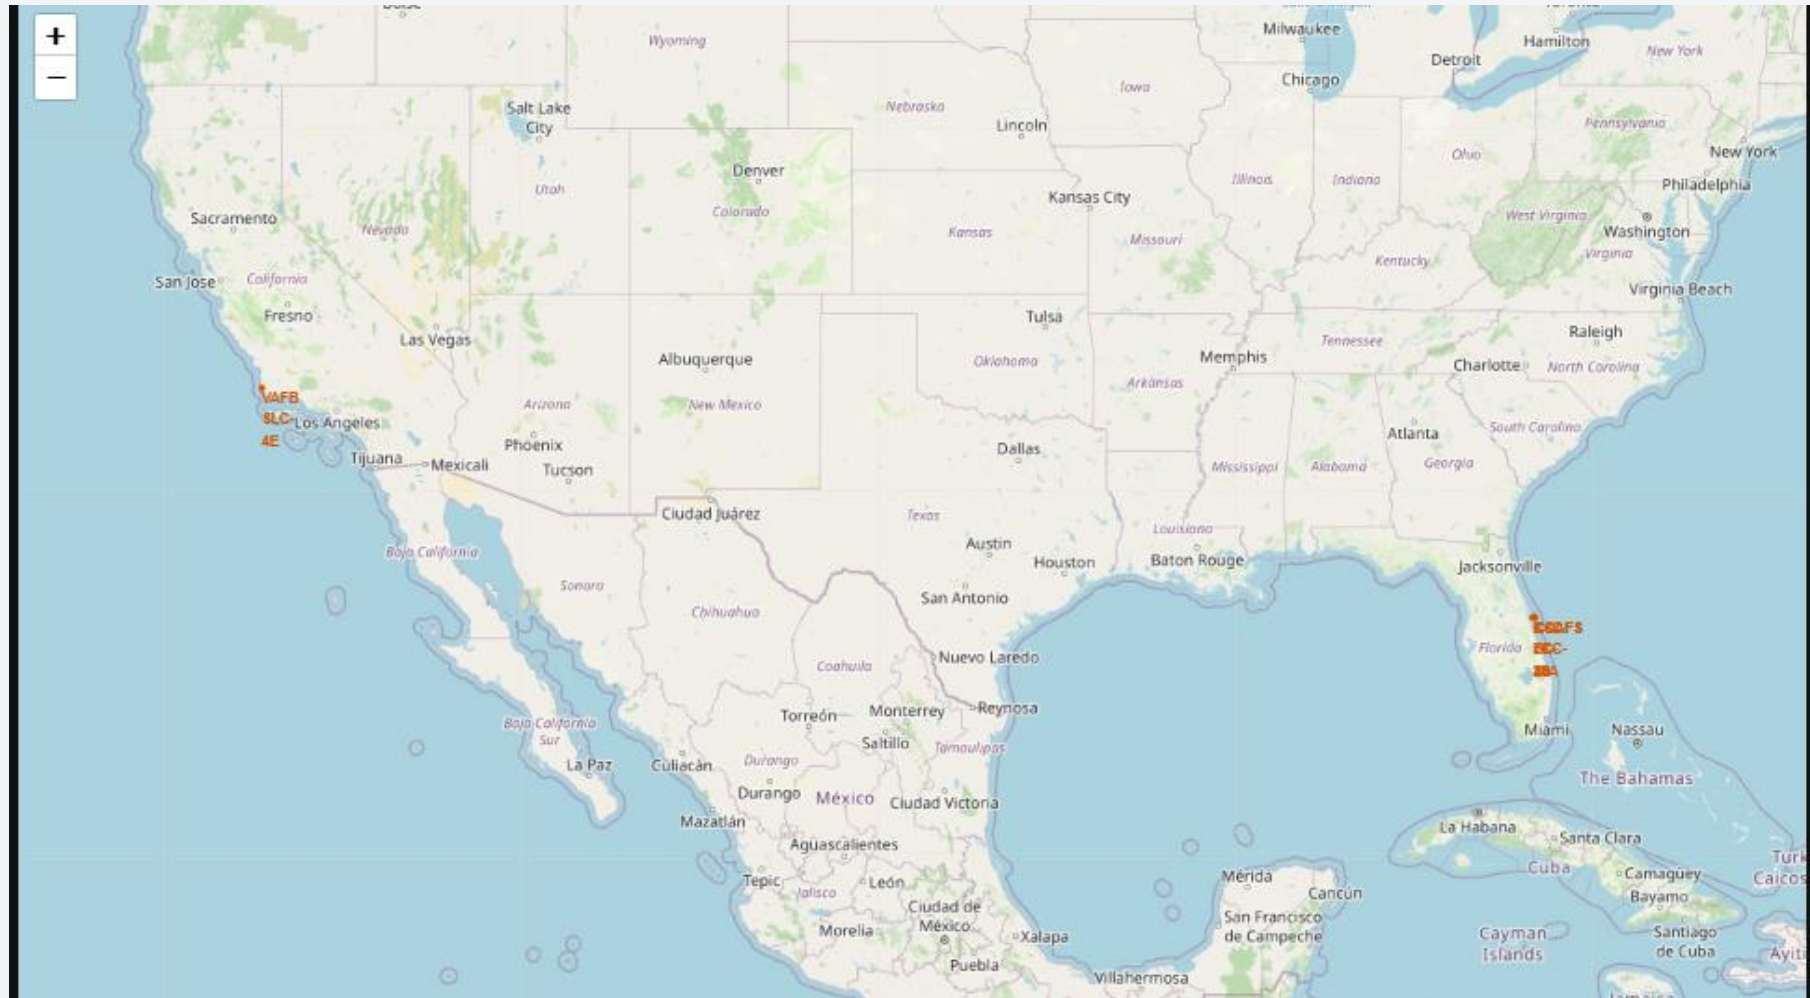 +
−
Wyoming
Milwaukee
Hamilton
New York
Detroit
Chicago
Iowa
Salt Lake
City
Nebraska
Lincoln
Pennsylvania
New York
Ohio
Denver
Utah
Illinois
Indiana
Philadelphia
Kansas City
Colorado
Sacramento
Nevada
Kansas
Missouri
West Virginia
Washington
Virginia
Kentucky
San Jose
California
Virginia Beach
Fresno
Las Vegas
Tulsa
Raleigh
Tennessee
Albuquerque
Oklahoma
Memphis
Charlotte
North Carolina
Arkansas
VAFB
SLC-
4E
Los Angeles
Arizona
New Mexico
Phoenix
Dallas
Atlanta
South Carolina
Tijuana
Mexicali
Tucson
Mississippi
Alabama
Georgia
Ciudad Juárez
Texas
Louisiana
Austin
Baja California
Houston
Baton Rouge
Jacksonville
Sonora
San Antonio
Chihuahua
Florida
Coahuila
Nuevo Laredo
Torreón
Monterrey
Reynosa
Baja California
Sur
Saltillo
Tamaulipas
Miami
Nassau
La Paz
Culiacán
Durango
The Bahamas
Durango
México
Ciudad Victoria
Mazatlán
La Habana
Santa Clara
Aguascalientes
Cuba
Camagüey
Tepic
Jalisco
León
Mérida
Cancún
Bayamo
Ciudad de
México
San Francisco
de Campeche
Morelia
Xalapa
Cayman
Islands
Santiago
de Cuba
Puebla
Villahermosa